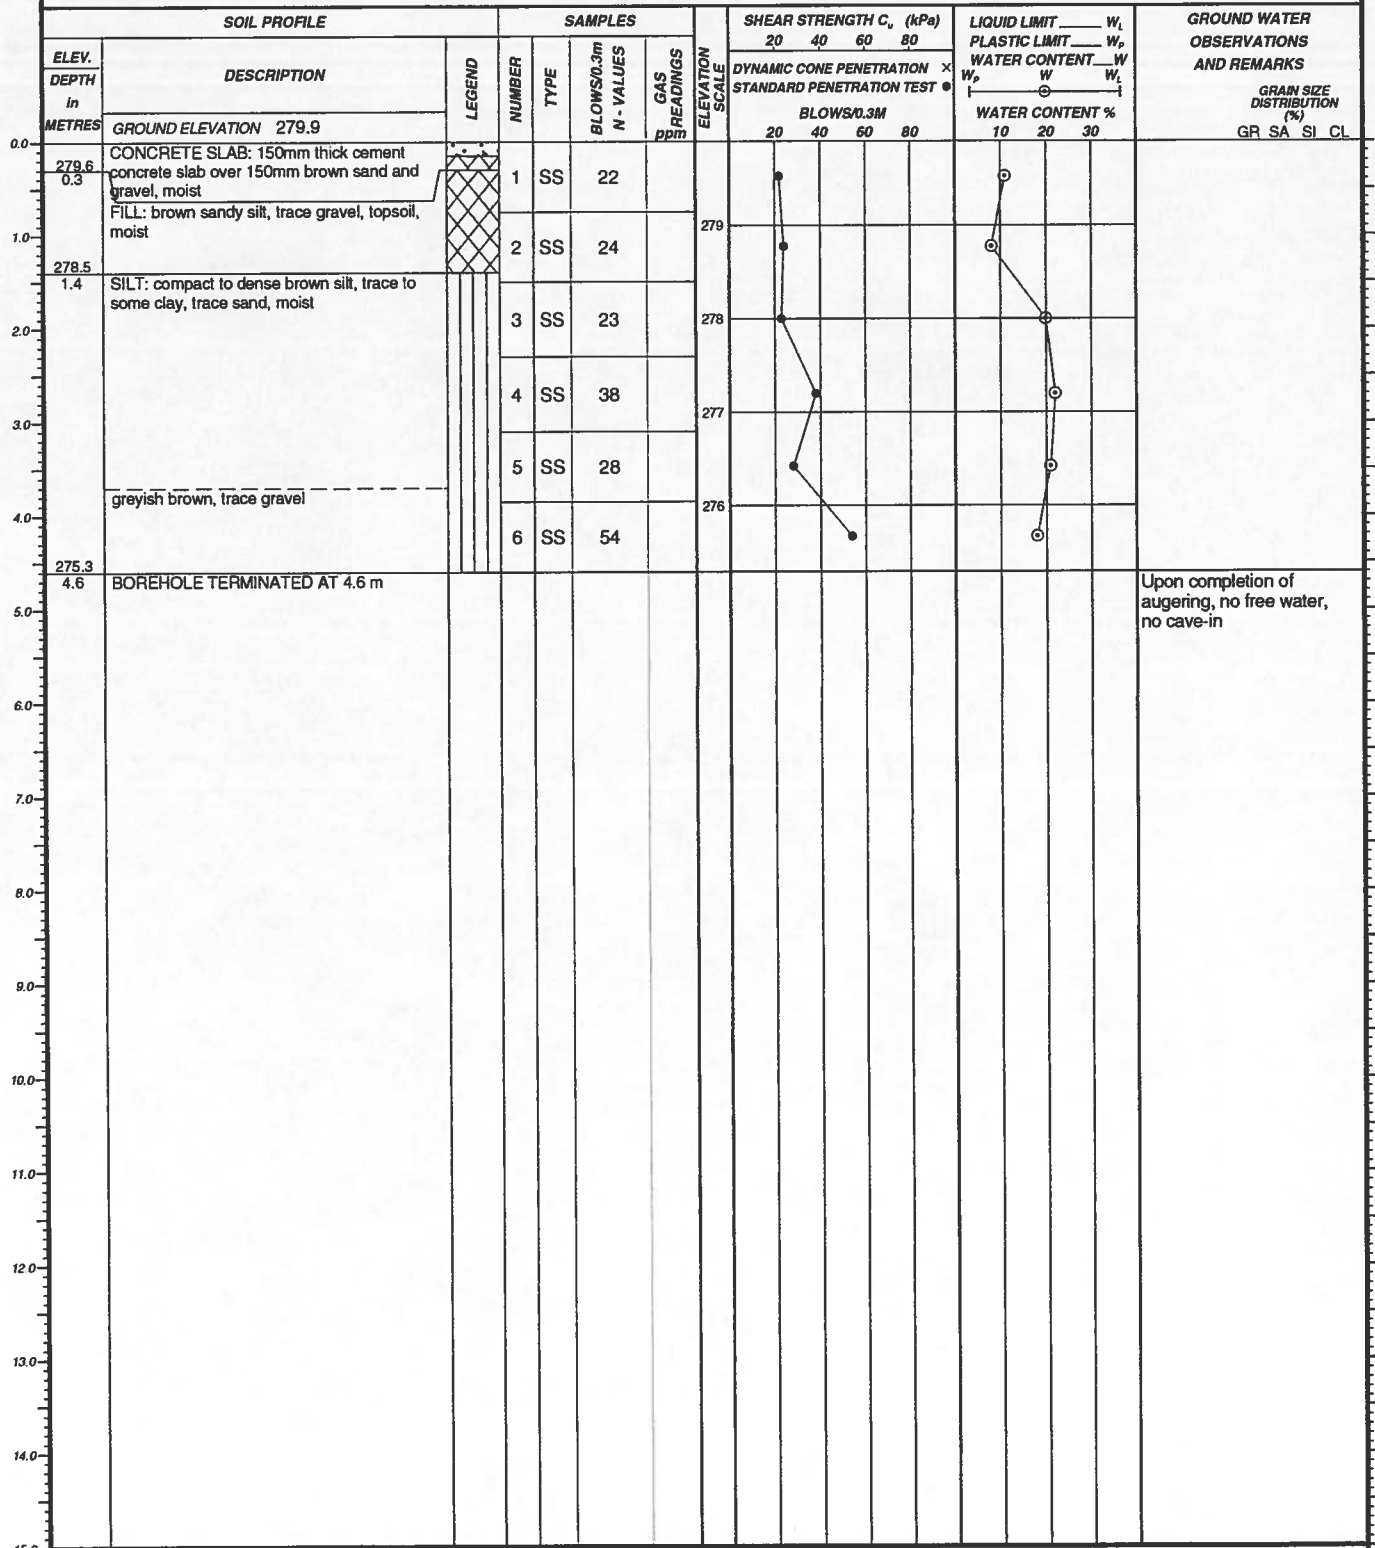 SOIL PROFILE
SAMPLES
SHEAR STRENGTH Cu (kPa)
20 40 60 80
DYNAMIC CONE PENETRATION ×
STANDARD PENETRATION TEST ●
BLOWS/0.3M
20 40 60 80
LIQUID LIMIT WL
PLASTIC LIMIT WP
WATER CONTENT W
WP W WL
WATER CONTENT %
10 20 30
GROUND WATER
OBSERVATIONS
AND REMARKS
GRAIN SIZE
DISTRIBUTION
(%)
GR SA SI CL
ELEV.
DEPTH
in
METRES
DESCRIPTION
LEGEND
NUMBER
TYPE
BLOWS/0.3m
N - VALUES
GAS
READINGS
ppm
ELEVATION
SCALE
GROUND ELEVATION 279.9
0.0
CONCRETE SLAB: 150mm thick cement
concrete slab over 150mm brown sand and
gravel, moist
279.6
0.3
1 SS 22
FILL: brown sandy silt, trace gravel, topsoil,
moist
279
1.0
2 SS 24
278.5
1.4
SILT: compact to dense brown silt, trace to
some clay, trace sand, moist
2.0
3 SS 23
278
4 SS 38
277
3.0
5 SS 28
greyish brown, trace gravel
276
4.0
6 SS 54
275.3
4.6
BOREHOLE TERMINATED AT 4.6 m
Upon completion of
augering, no free water,
no cave-in
5.0
6.0
7.0
8.0
9.0
10.0
11.0
12.0
13.0
14.0